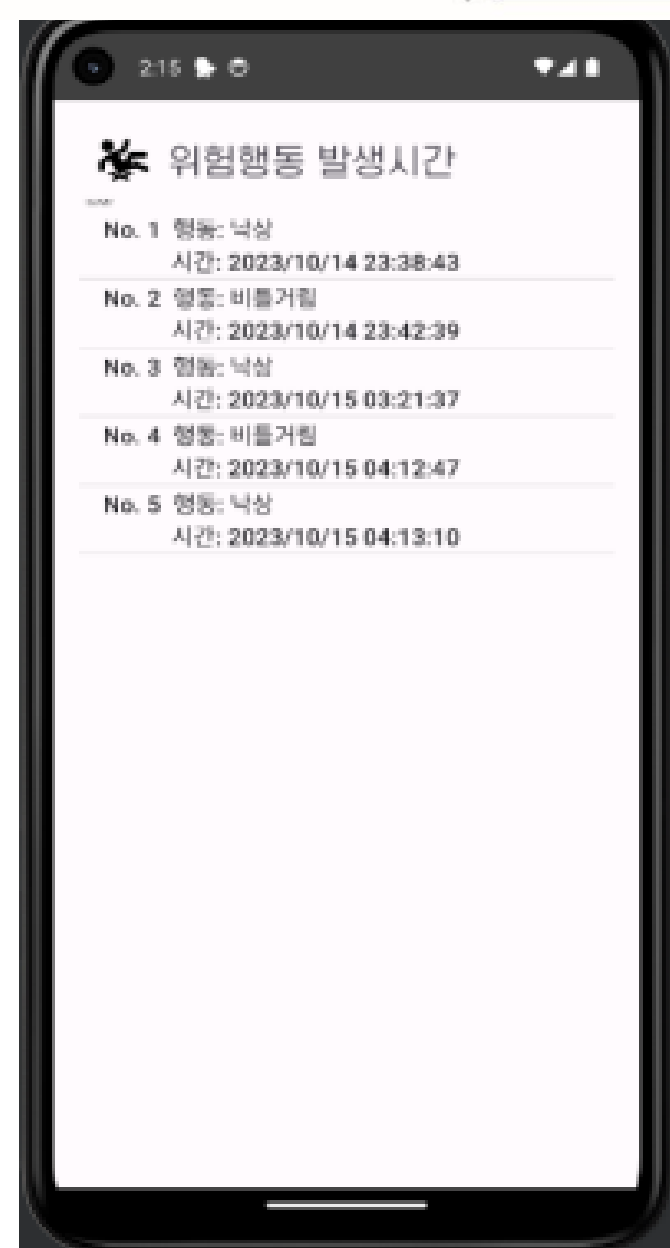 2:15
위험행동 발생시간
No. 1 행동: 낙상
시간: 2023/10/14 23:38:43
No. 2 행동: 비틀거림
시간: 2023/10/14 23:42:39
No. 3 행동: 낙상
시간: 2023/10/15 03:21:37
No. 4 행동: 비틀거림
시간: 2023/10/15 04:12:47
No. 5 행동: 낙상
시간: 2023/10/15 04:13:10